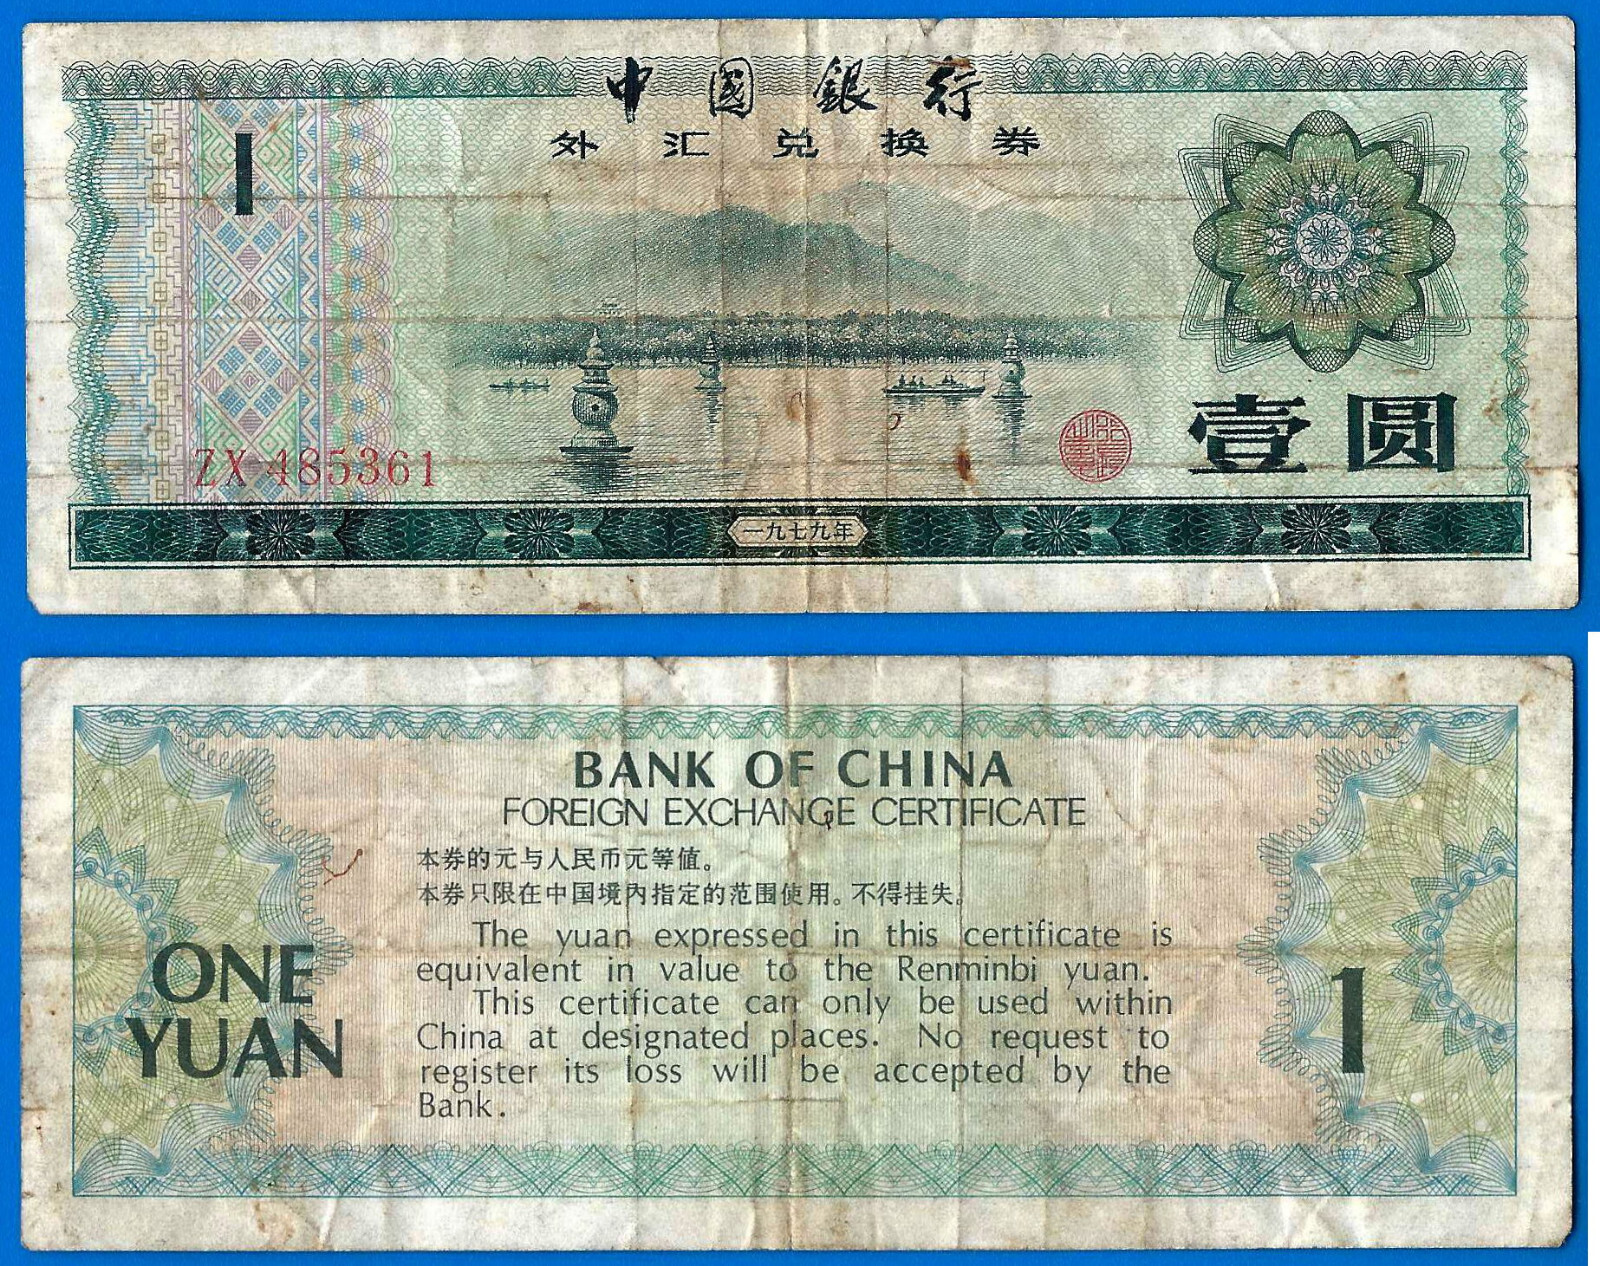 中國銀行
外汇兑换券
1
ZX 485361
壹圆
一九七九年
BANK OF CHINA
FOREIGN EXCHANGE CERTIFICATE
本券的元与人民币元等值。
本券只限在中国境内指定的范围使用。不得挂失。
The yuan expressed in this certificate is
equivalent in value to the Renminbi yuan.
This certificate can only be used within
China at designated places. No request to
register its loss will be accepted by the
Bank.
ONE
YUAN
1